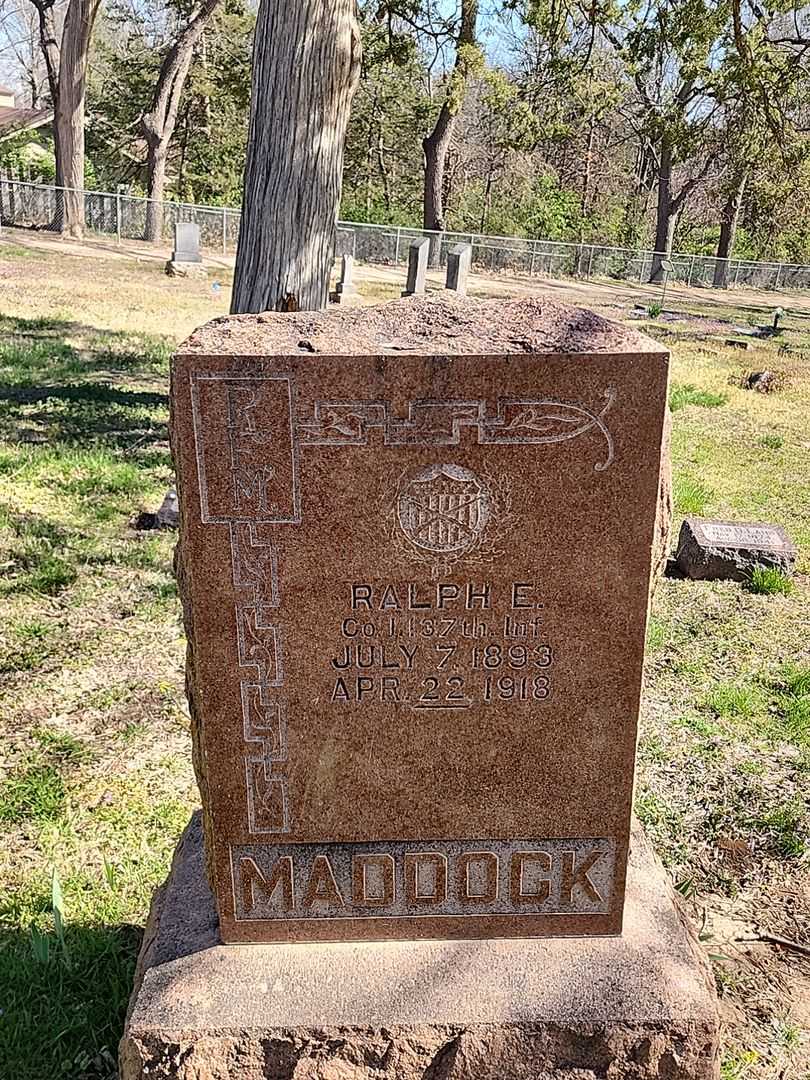 RALPH E.
Co. I. 137th. Inf.
JULY 7, 1893
APR. 22 1918
MADDOCK